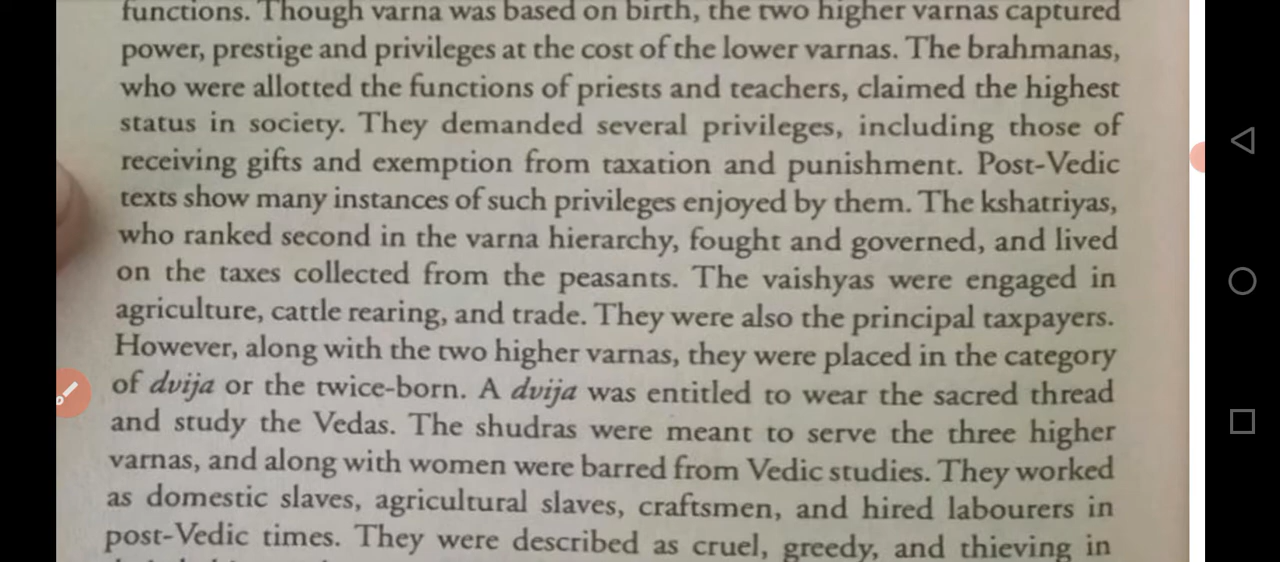 functions. Though varna was based on birth, the two higher varnas captured
power, prestige and privileges at the cost of the lower varnas. The brahmanas,
who were allotted the functions of priests and teachers, claimed the highest
status in society. They demanded several privileges, including those of
receiving gifts and exemption from taxation and punishment. Post-Vedic
texts show many instances of such privileges enjoyed by them. The kshatriyas,
who ranked second in the varna hierarchy, fought and governed, and lived
on the taxes collected from the peasants. The vaishyas were engaged in
agriculture, cattle rearing, and trade. They were also the principal taxpayers.
However, along with the two higher varnas, they were placed in the category
of dvija or the twice-born. A dvija was entitled to wear the sacred thread
and study the Vedas. The shudras were meant to serve the three higher
varnas, and along with women were barred from Vedic studies. They worked
as domestic slaves, agricultural slaves, craftsmen, and hired labourers in
post-Vedic times. They were described as cruel, greedy, and thieving in